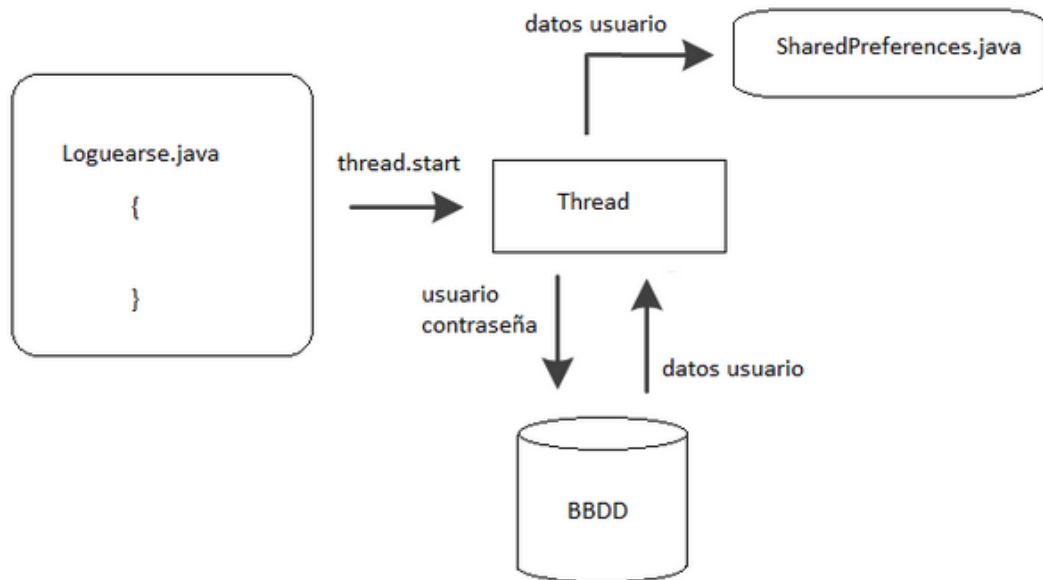 datos usuario
SharedPreferences.java
Loguearse.java
{
}
thread.start
Thread
usuario
contraseña
datos usuario
BBDD